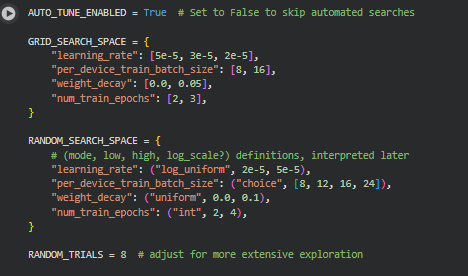 AUTO_TUNE_ENABLED = True  # Set to False to skip automated searches
GRID_SEARCH_SPACE = {
    "learning_rate": [5e-5, 3e-5, 2e-5],
    "per_device_train_batch_size": [8, 16],
    "weight_decay": [0.0, 0.05],
    "num_train_epochs": [2, 3],
}
RANDOM_SEARCH_SPACE = {
    # (mode, low, high, log_scale?) definitions, interpreted later
    "learning_rate": ("log_uniform", 2e-5, 5e-5),
    "per_device_train_batch_size": ("choice", [8, 12, 16, 24]),
    "weight_decay": ("uniform", 0.0, 0.1),
    "num_train_epochs": ("int", 2, 4),
}
RANDOM_TRIALS = 8  # adjust for more extensive exploration